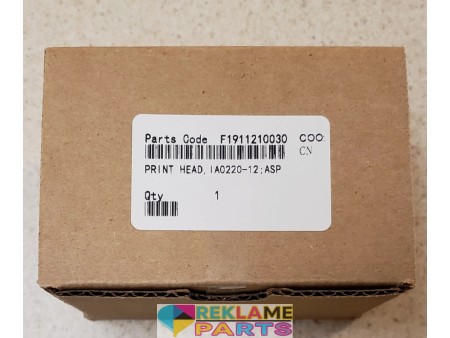 Parts Code F1911210030 COO:
CN
PRINT HEAD,IA0220-12;ASP
Qty 1
REKLAME
PARTS